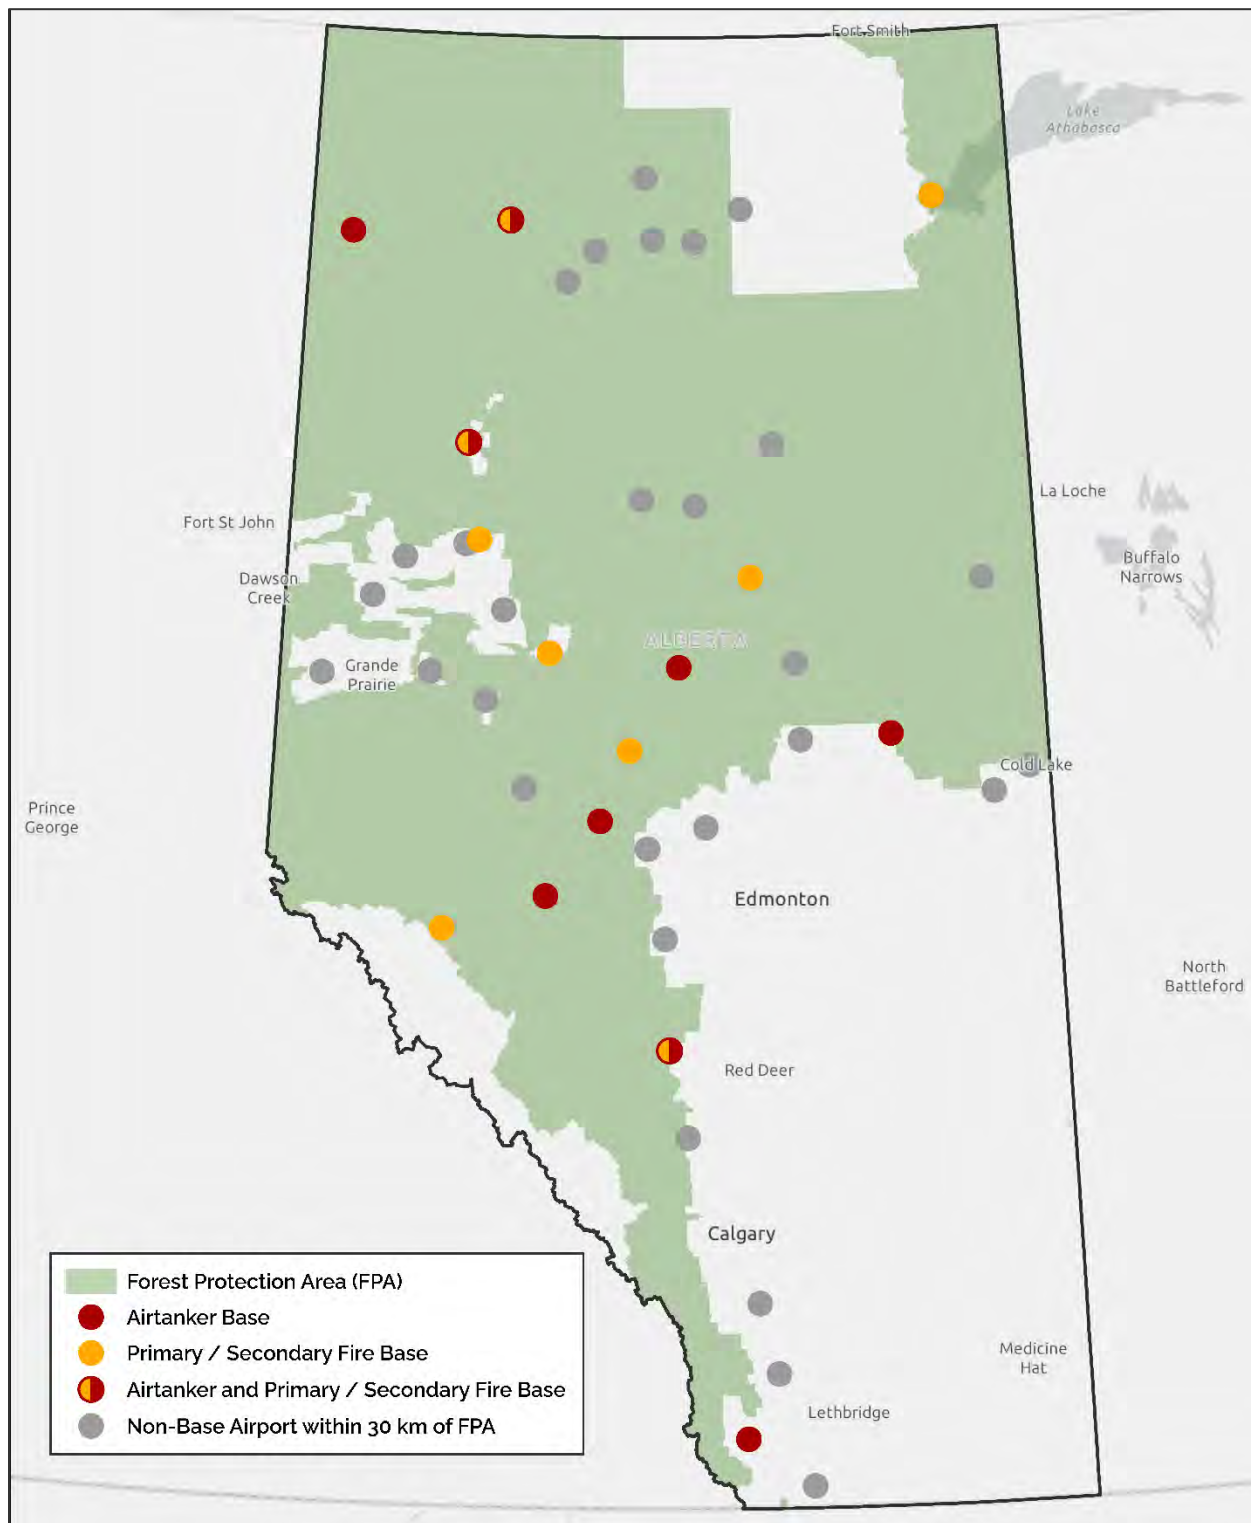 Fort Smith
Lake
Athabasca
La Loche
Fort St John
Buffalo
Narrows
Dawson
Creek
ALBERTA
Grande
Prairie
Cold Lake
Prince
George
Edmonton
North
Battleford
Red Deer
Calgary
Medicine
Hat
Lethbridge
Forest Protection Area (FPA)
Airtanker Base
Primary / Secondary Fire Base
Airtanker and Primary / Secondary Fire Base
Non-Base Airport within 30 km of FPA